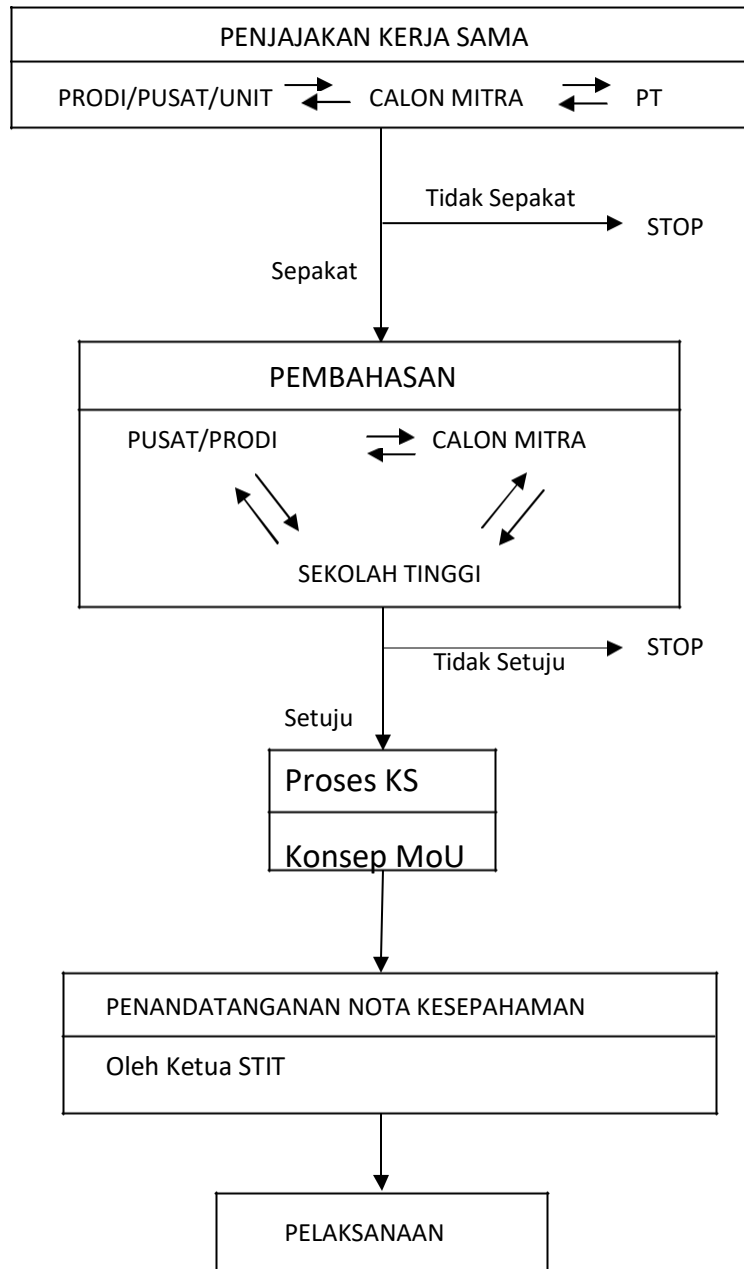 PENJAJAKAN KERJA SAMA
PRODI/PUSAT/UNIT CALON MITRA PT
Tidak Sepakat
STOP
Sepakat
PEMBAHASAN
PUSAT/PRODI CALON MITRA
SEKOLAH TINGGI
STOP
Tidak Setuju
Setuju
Proses KS
Konsep MoU
PENANDATANGANAN NOTA KESEPAHAMAN
Oleh Ketua STIT
PELAKSANAAN